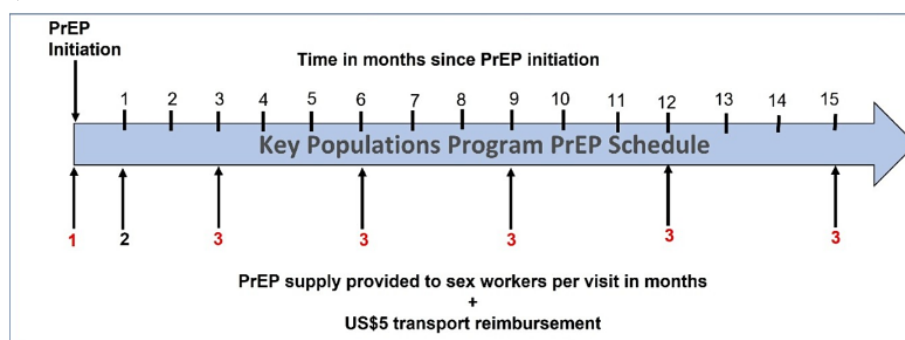 PrEP
Initiation
Time in months since PrEP initiation
1 2 3 4 5 6 7 8 9 10 11 12 13 14 15
Key Populations Program PrEP Schedule
1 2 3 3 3 3 3
PrEP supply provided to sex workers per visit in months
+
US$5 transport reimbursement